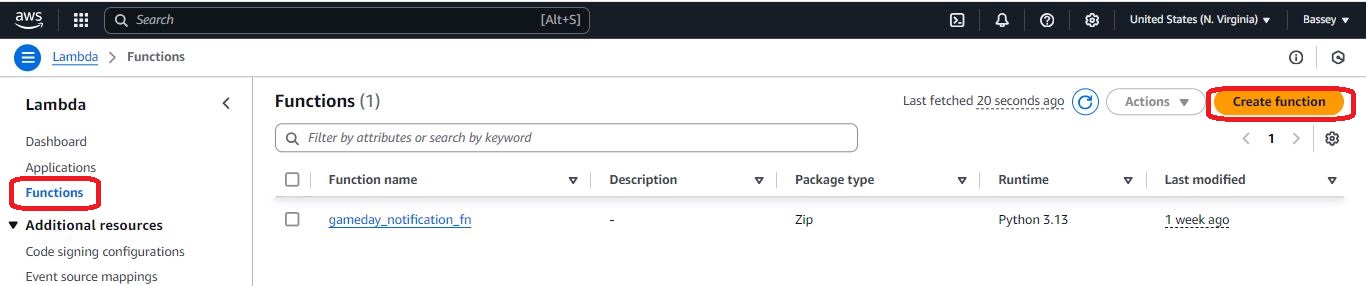 aws Search [Alt+S] United States (N. Virginia) Bassey
Lambda Functions
Lambda
Dashboard
Applications
Functions
Additional resources
Code signing configurations
Event source mappings
Functions (1) Last fetched 20 seconds ago Actions Create function
Filter by attributes or search by keyword 1
Function name Description Package type Runtime Last modified
gameday_notification_fn - Zip Python 3.13 1 week ago